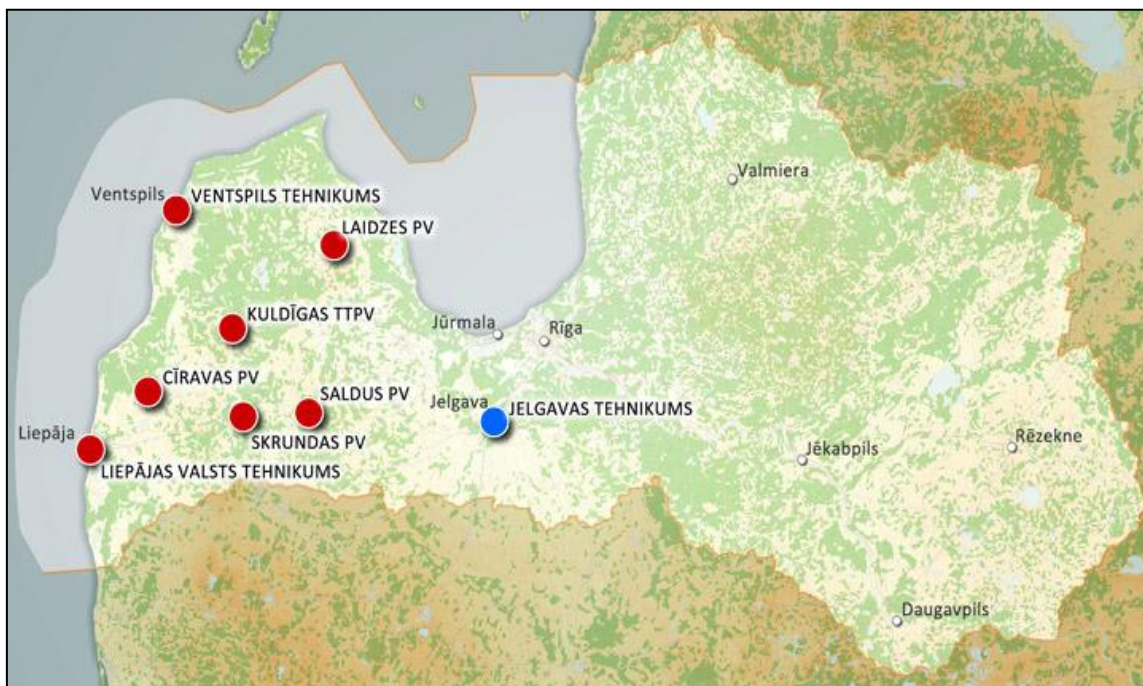 Valmiera
Ventspils
VENTSPILS TEHNIKUMS
LAIDZES PV
KULDĪGAS TTPV
Jūrmala
Rīga
CĪRAVAS PV
SALDUS PV
Jelgava
JELGAVAS TEHNIKUMS
Liepāja
SKRUNDAS PV
Jēkabpils
Rēzekne
LIEPĀJAS VALSTS TEHNIKUMS
Daugavpils